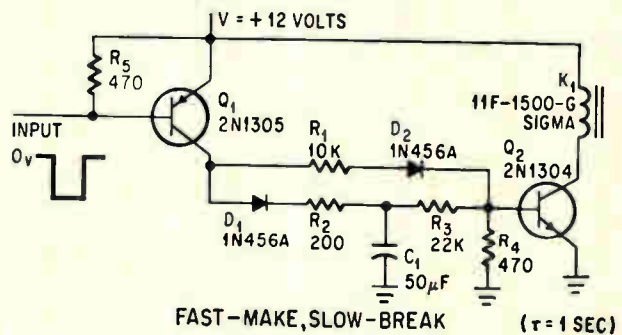 V = + 12 VOLTS
R5
470
Q1
2N1305
INPUT
0v
K1
11F-1500-G
SIGMA
R1
10K
D2
1N456A
Q2
2N1304
D1
1N456A
R2
200
R3
22K
R4
470
C1
50µF
FAST-MAKE, SLOW-BREAK
(τ = 1 SEC)